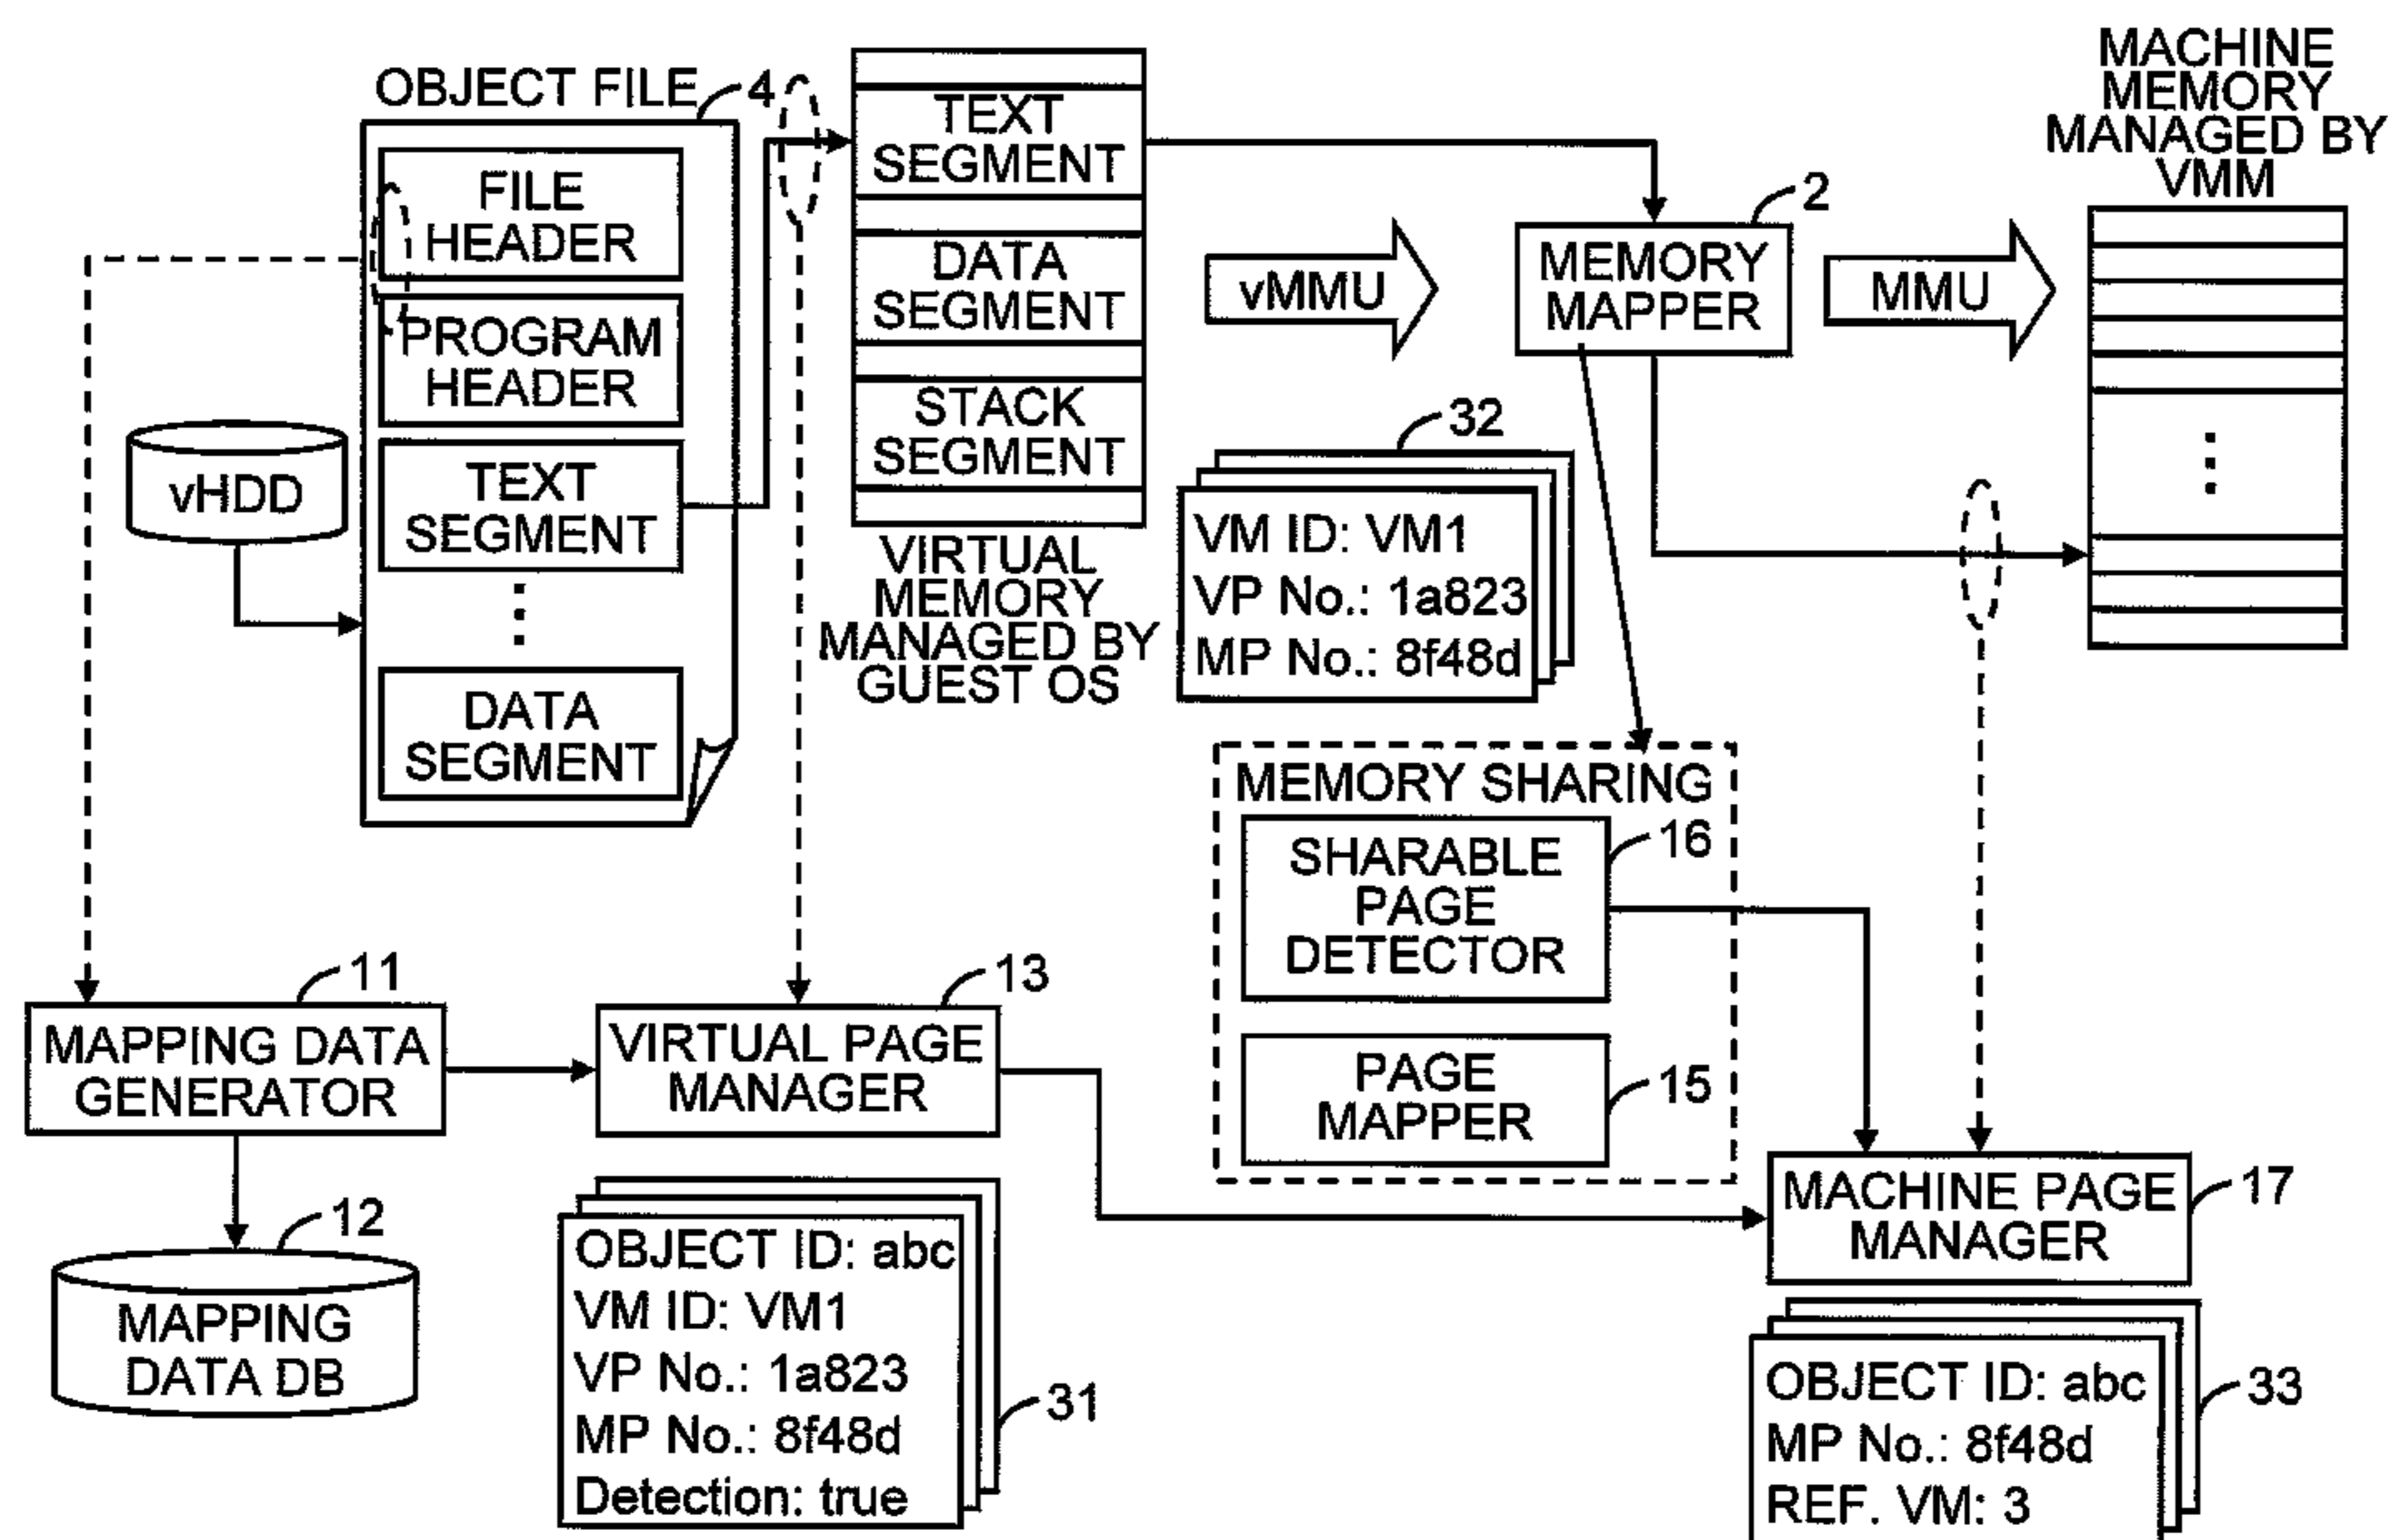 OBJECT FILE
4
FILE
HEADER
PROGRAM
HEADER
TEXT
SEGMENT
DATA
SEGMENT
vHDD
TEXT
SEGMENT
DATA
SEGMENT
STACK
SEGMENT
VIRTUAL
MEMORY
MANAGED BY
GUEST OS
vMMU
2
MEMORY
MAPPER
MMU
MACHINE
MEMORY
MANAGED BY
VMM
32
VM ID: VM1
VP No.: 1a823
MP No.: 8f48d
MEMORY SHARING
SHARABLE
PAGE
DETECTOR
16
PAGE
MAPPER
15
11
MAPPING DATA
GENERATOR
13
VIRTUAL PAGE
MANAGER
12
MAPPING
DATA DB
OBJECT ID: abc
VM ID: VM1
VP No.: 1a823
MP No.: 8f48d
Detection: true
31
MACHINE PAGE
MANAGER
17
OBJECT ID: abc
MP No.: 8f48d
REF. VM: 3
33